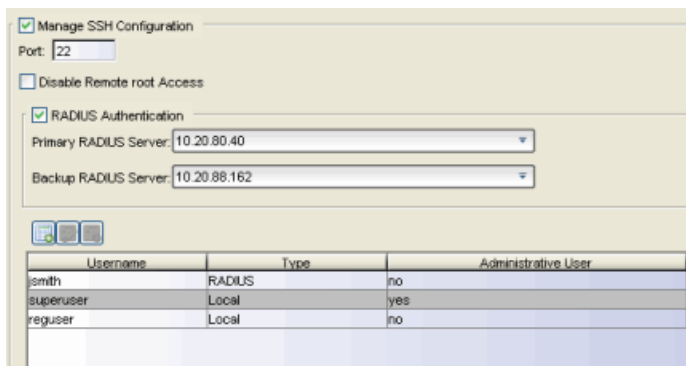 Manage SSH Configuration
Port: 22
Disable Remote root Access
RADIUS Authentication
Primary RADIUS Server: 10.20.80.40
Backup RADIUS Server: 10.20.88.162
Username Type Administrative User
jsmith RADIUS no
superuser Local yes
reguser Local no